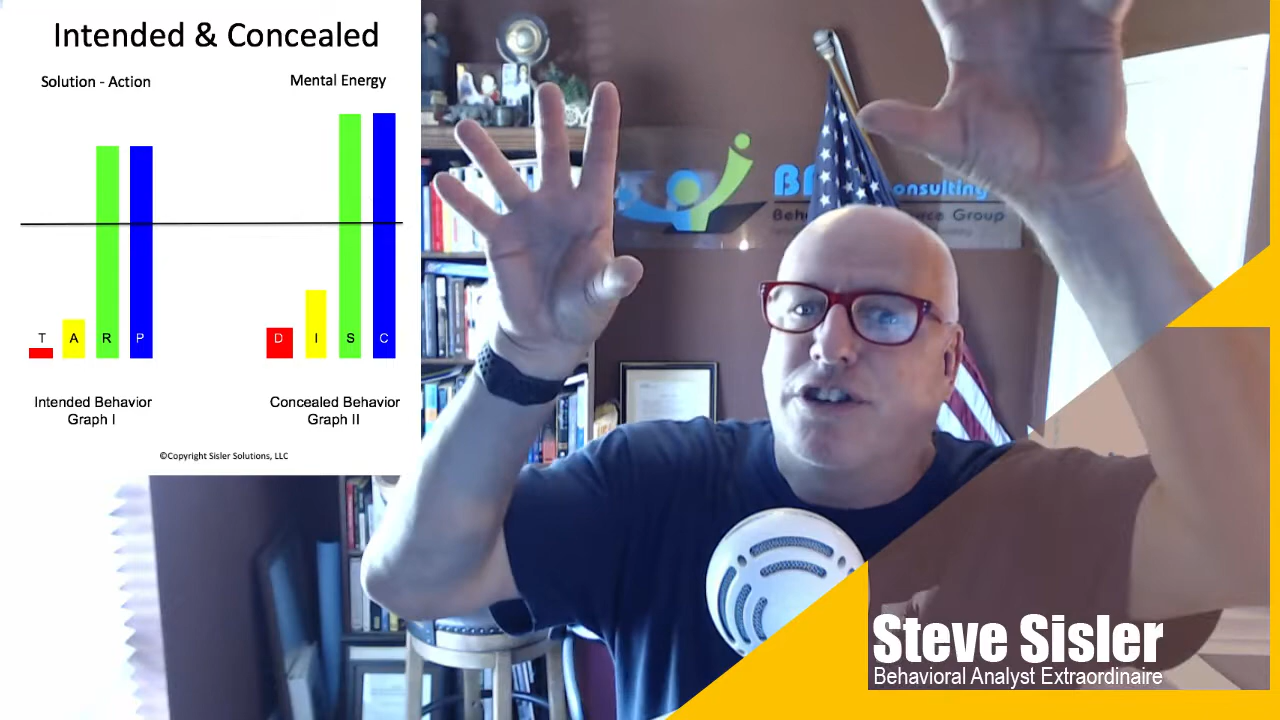 Intended & Concealed
Solution - Action
Mental Energy
T A R P
D I S C
Intended Behavior
Graph I
Concealed Behavior
Graph II
©Copyright Sisler Solutions, LLC
Group
Steve Sisler
Behavioral Analyst Extraordinaire